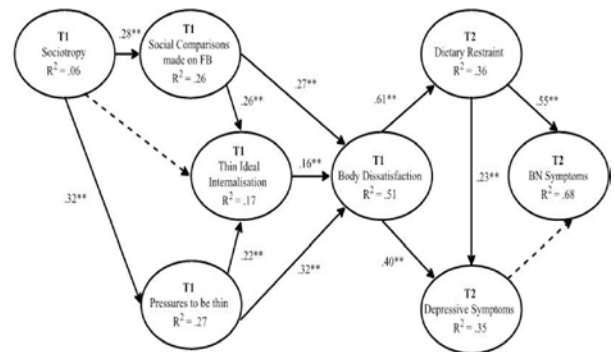 T1
Sociotropy
R² = .06
.28**
T1
Social Comparisons
made on FB
R² = .26
.27**
.26**
.32**
T1
Thin Ideal
Internalisation
R² = .17
.16**
T1
Pressures to be thin
R² = .27
.22**
.32**
T1
Body Dissatisfaction
R² = .51
.61**
.40**
T2
Dietary Restraint
R² = .36
.55**
.23**
T2
BN Symptoms
R² = .68
T2
Depressive Symptoms
R² = .35